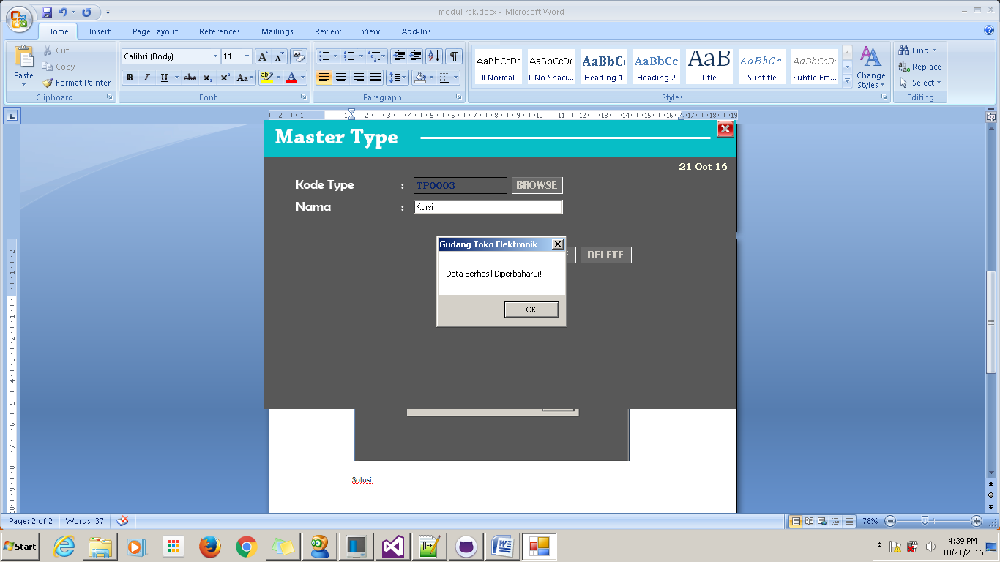 modul rak.docx - Microsoft Word
Home Insert Page Layout References Mailings Review View Add-Ins
Paste
Cut
Copy
Format Painter
Clipboard
Calibri (Body) 11
B I U abc x₂ x² Aa
Font
Paragraph
AaBbCcDc AaBbCcDc AaBbCc AaBbCc AaB AaBbCc. AaBbCcDc
¶ Normal ¶ No Spaci... Heading 1 Heading 2 Title Subtitle Subtle Em...
Change Styles
Styles
Find
Replace
Select
Editing
Master Type
21-Oct-16
Kode Type : TP0003 BROWSE
Nama : Kursi
Gudang Toko Elektronik
DELETE
Data Berhasil Diperbaharui!
OK
Solusi
Page: 2 of 2 Words: 37 78%
Start
4:39 PM
10/21/2016